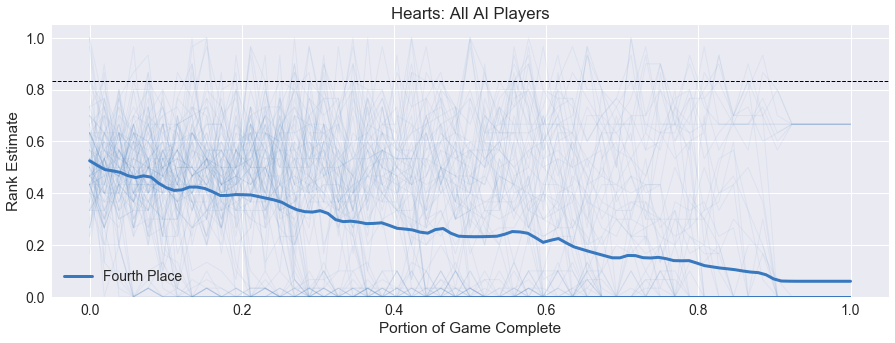 Hearts: All AI Players
Rank Estimate
1.0
0.8
0.6
0.4
0.2
0.0
Fourth Place
0.0 0.2 0.4 0.6 0.8 1.0
Portion of Game Complete